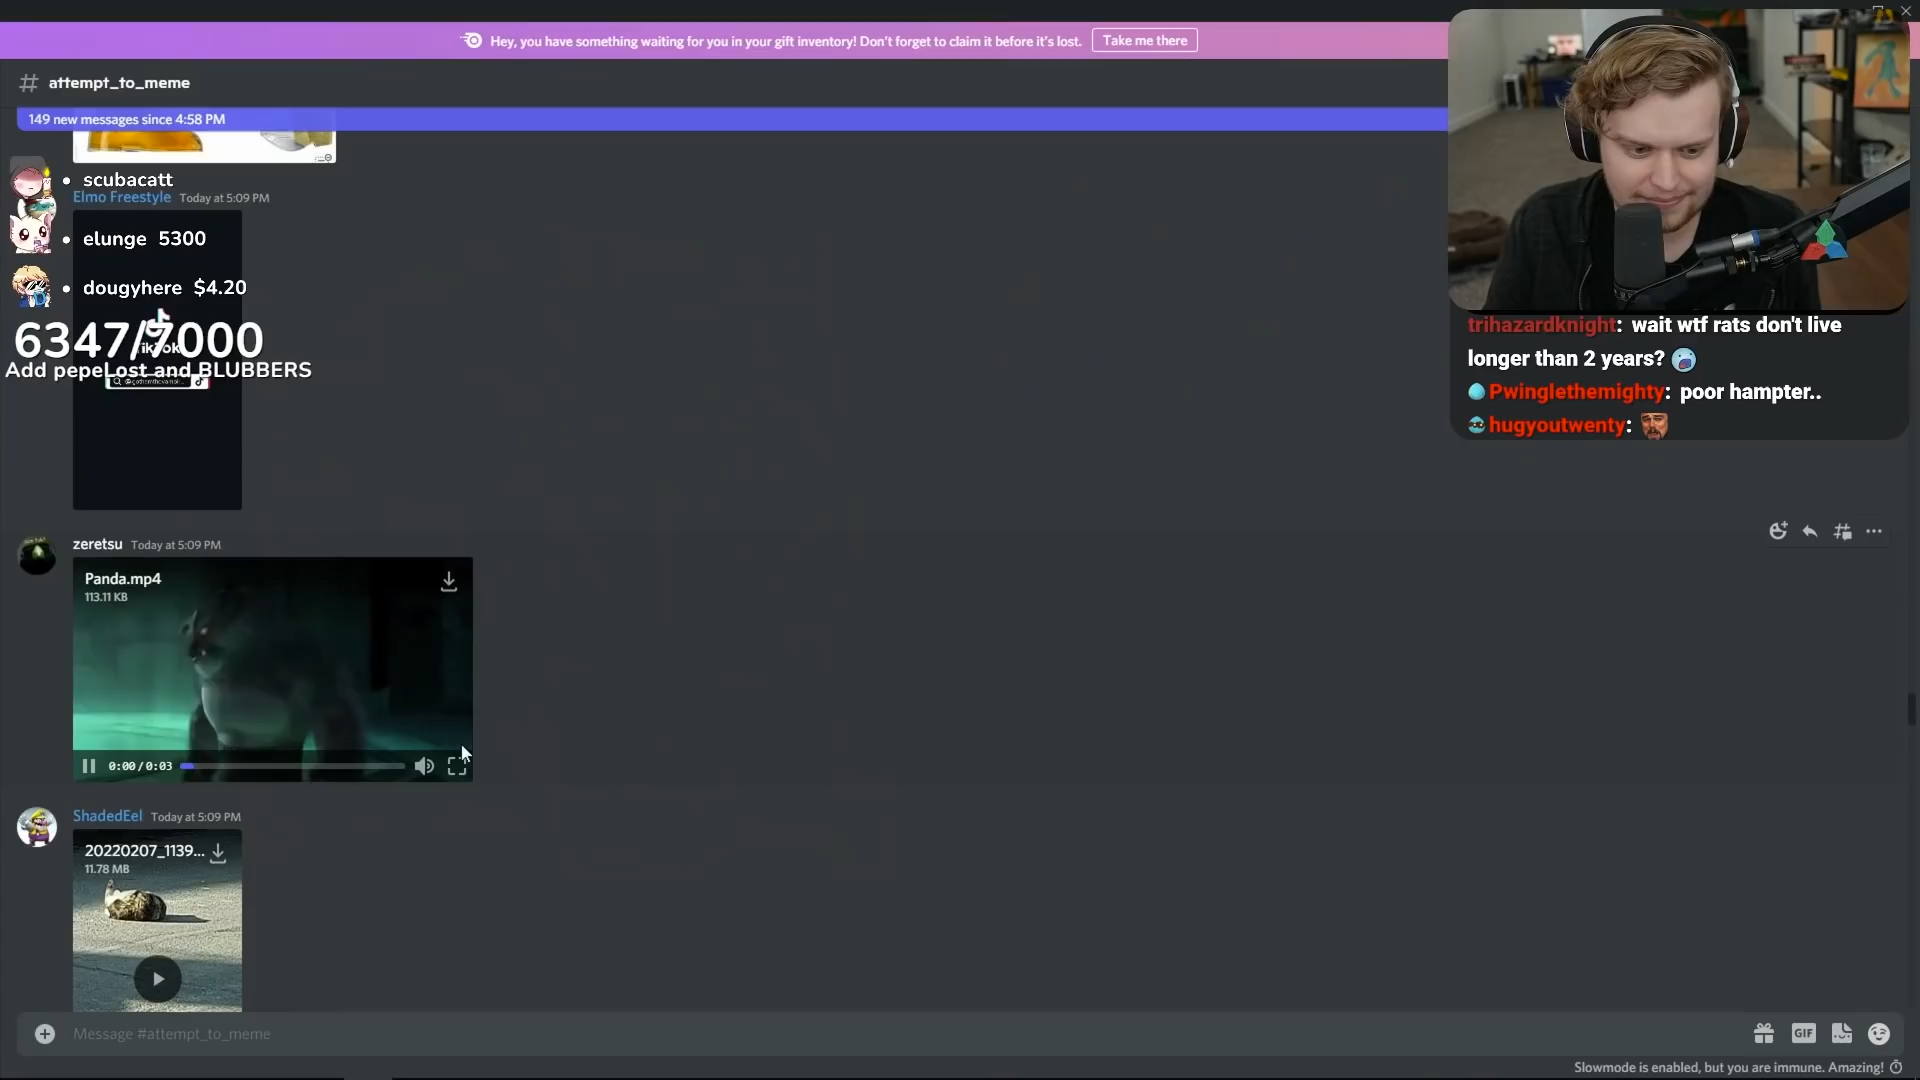 Hey, you have something waiting for you in your gift inventory! Don't forget to claim it before it's lost.
Take me there
attempt_to_meme
149 new messages since 4:58 PM
scubacatt
Elmo Freestyle Today at 5:09 PM
elunge 5300
dougyhere $4.20
6347/7000
Add pepeLost and BLUBBERS
trihazardknight: wait wtf rats don't live
longer than 2 years?
Pwinglethemighty: poor hampter..
hugyoutwenty:
zeretsu Today at 5:09 PM
Panda.mp4
113.11 KB
0:00/0:03
ShadedEel Today at 5:09 PM
20220207_1139...
11.78 MB
Message #attempt_to_meme
GIF
Slowmode is enabled, but you are immune. Amazing!